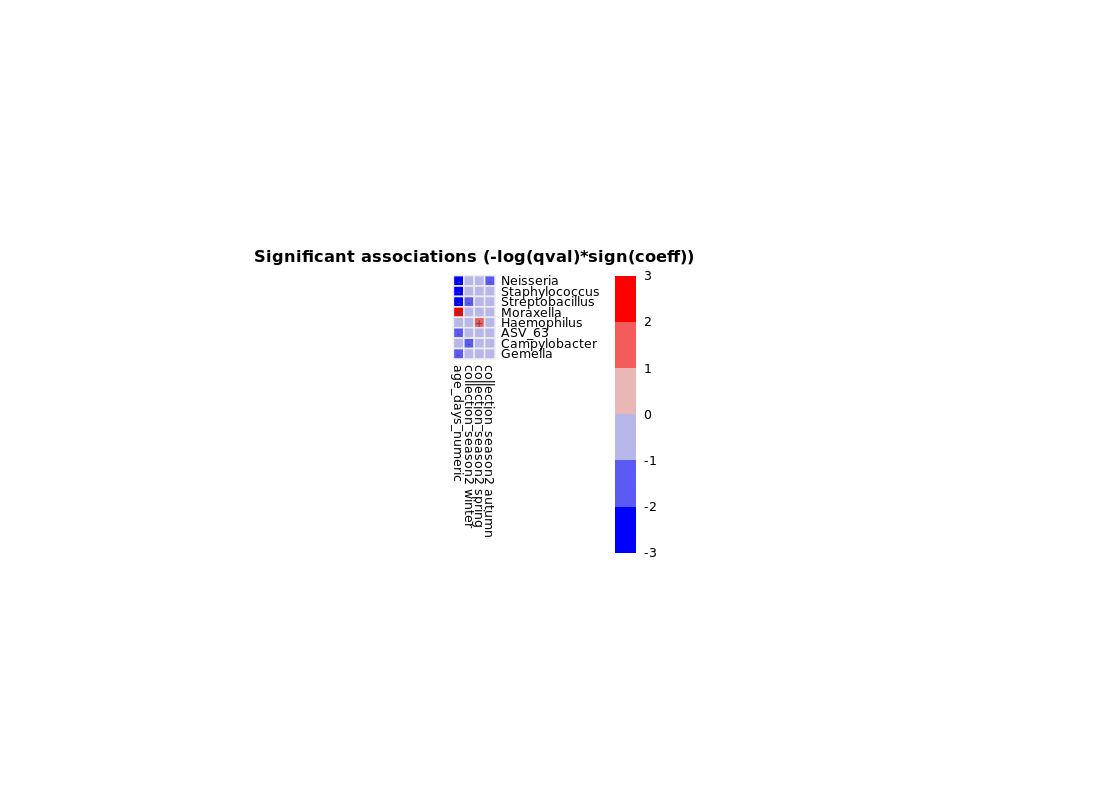 Significant associations (-log(qval)*sign(coeff))
Neisseria
Staphylococcus
Streptobacillus
Moraxella
Haemophilus
ASV_63
Campylobacter
Gemella
age_days_numeric
collection_season2 winter
collection_season2 spring
collection_season2 autumn
3
2
1
0
-1
-2
-3